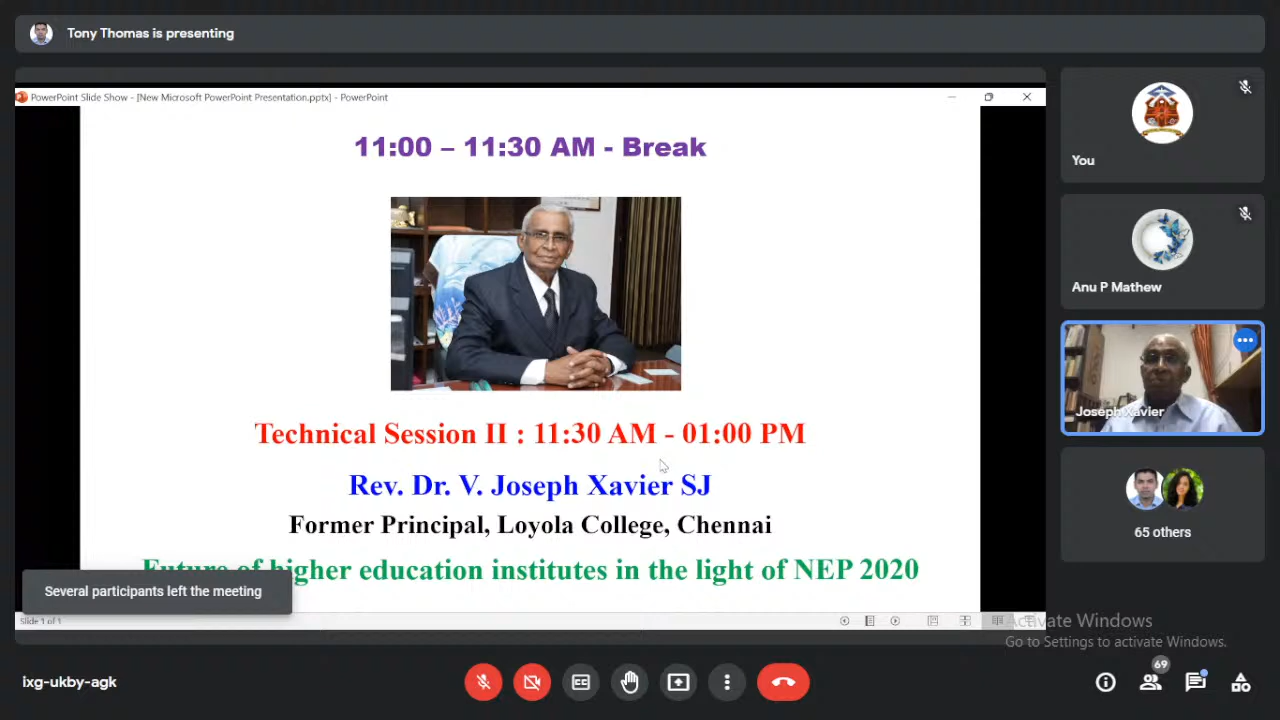 Tony Thomas is presenting
PowerPoint Slide Show - [New Microsoft PowerPoint Presentation.pptx] - PowerPoint
11:00 – 11:30 AM - Break
Technical Session II : 11:30 AM - 01:00 PM
Rev. Dr. V. Joseph Xavier SJ
Former Principal, Loyola College, Chennai
Future of higher education institutes in the light of NEP 2020
Several participants left the meeting
Slide 1 of 1
You
Anu P Mathew
Joseph Xavier
65 others
Activate Windows
Go to Settings to activate Windows.
ixg-ukby-agk
69